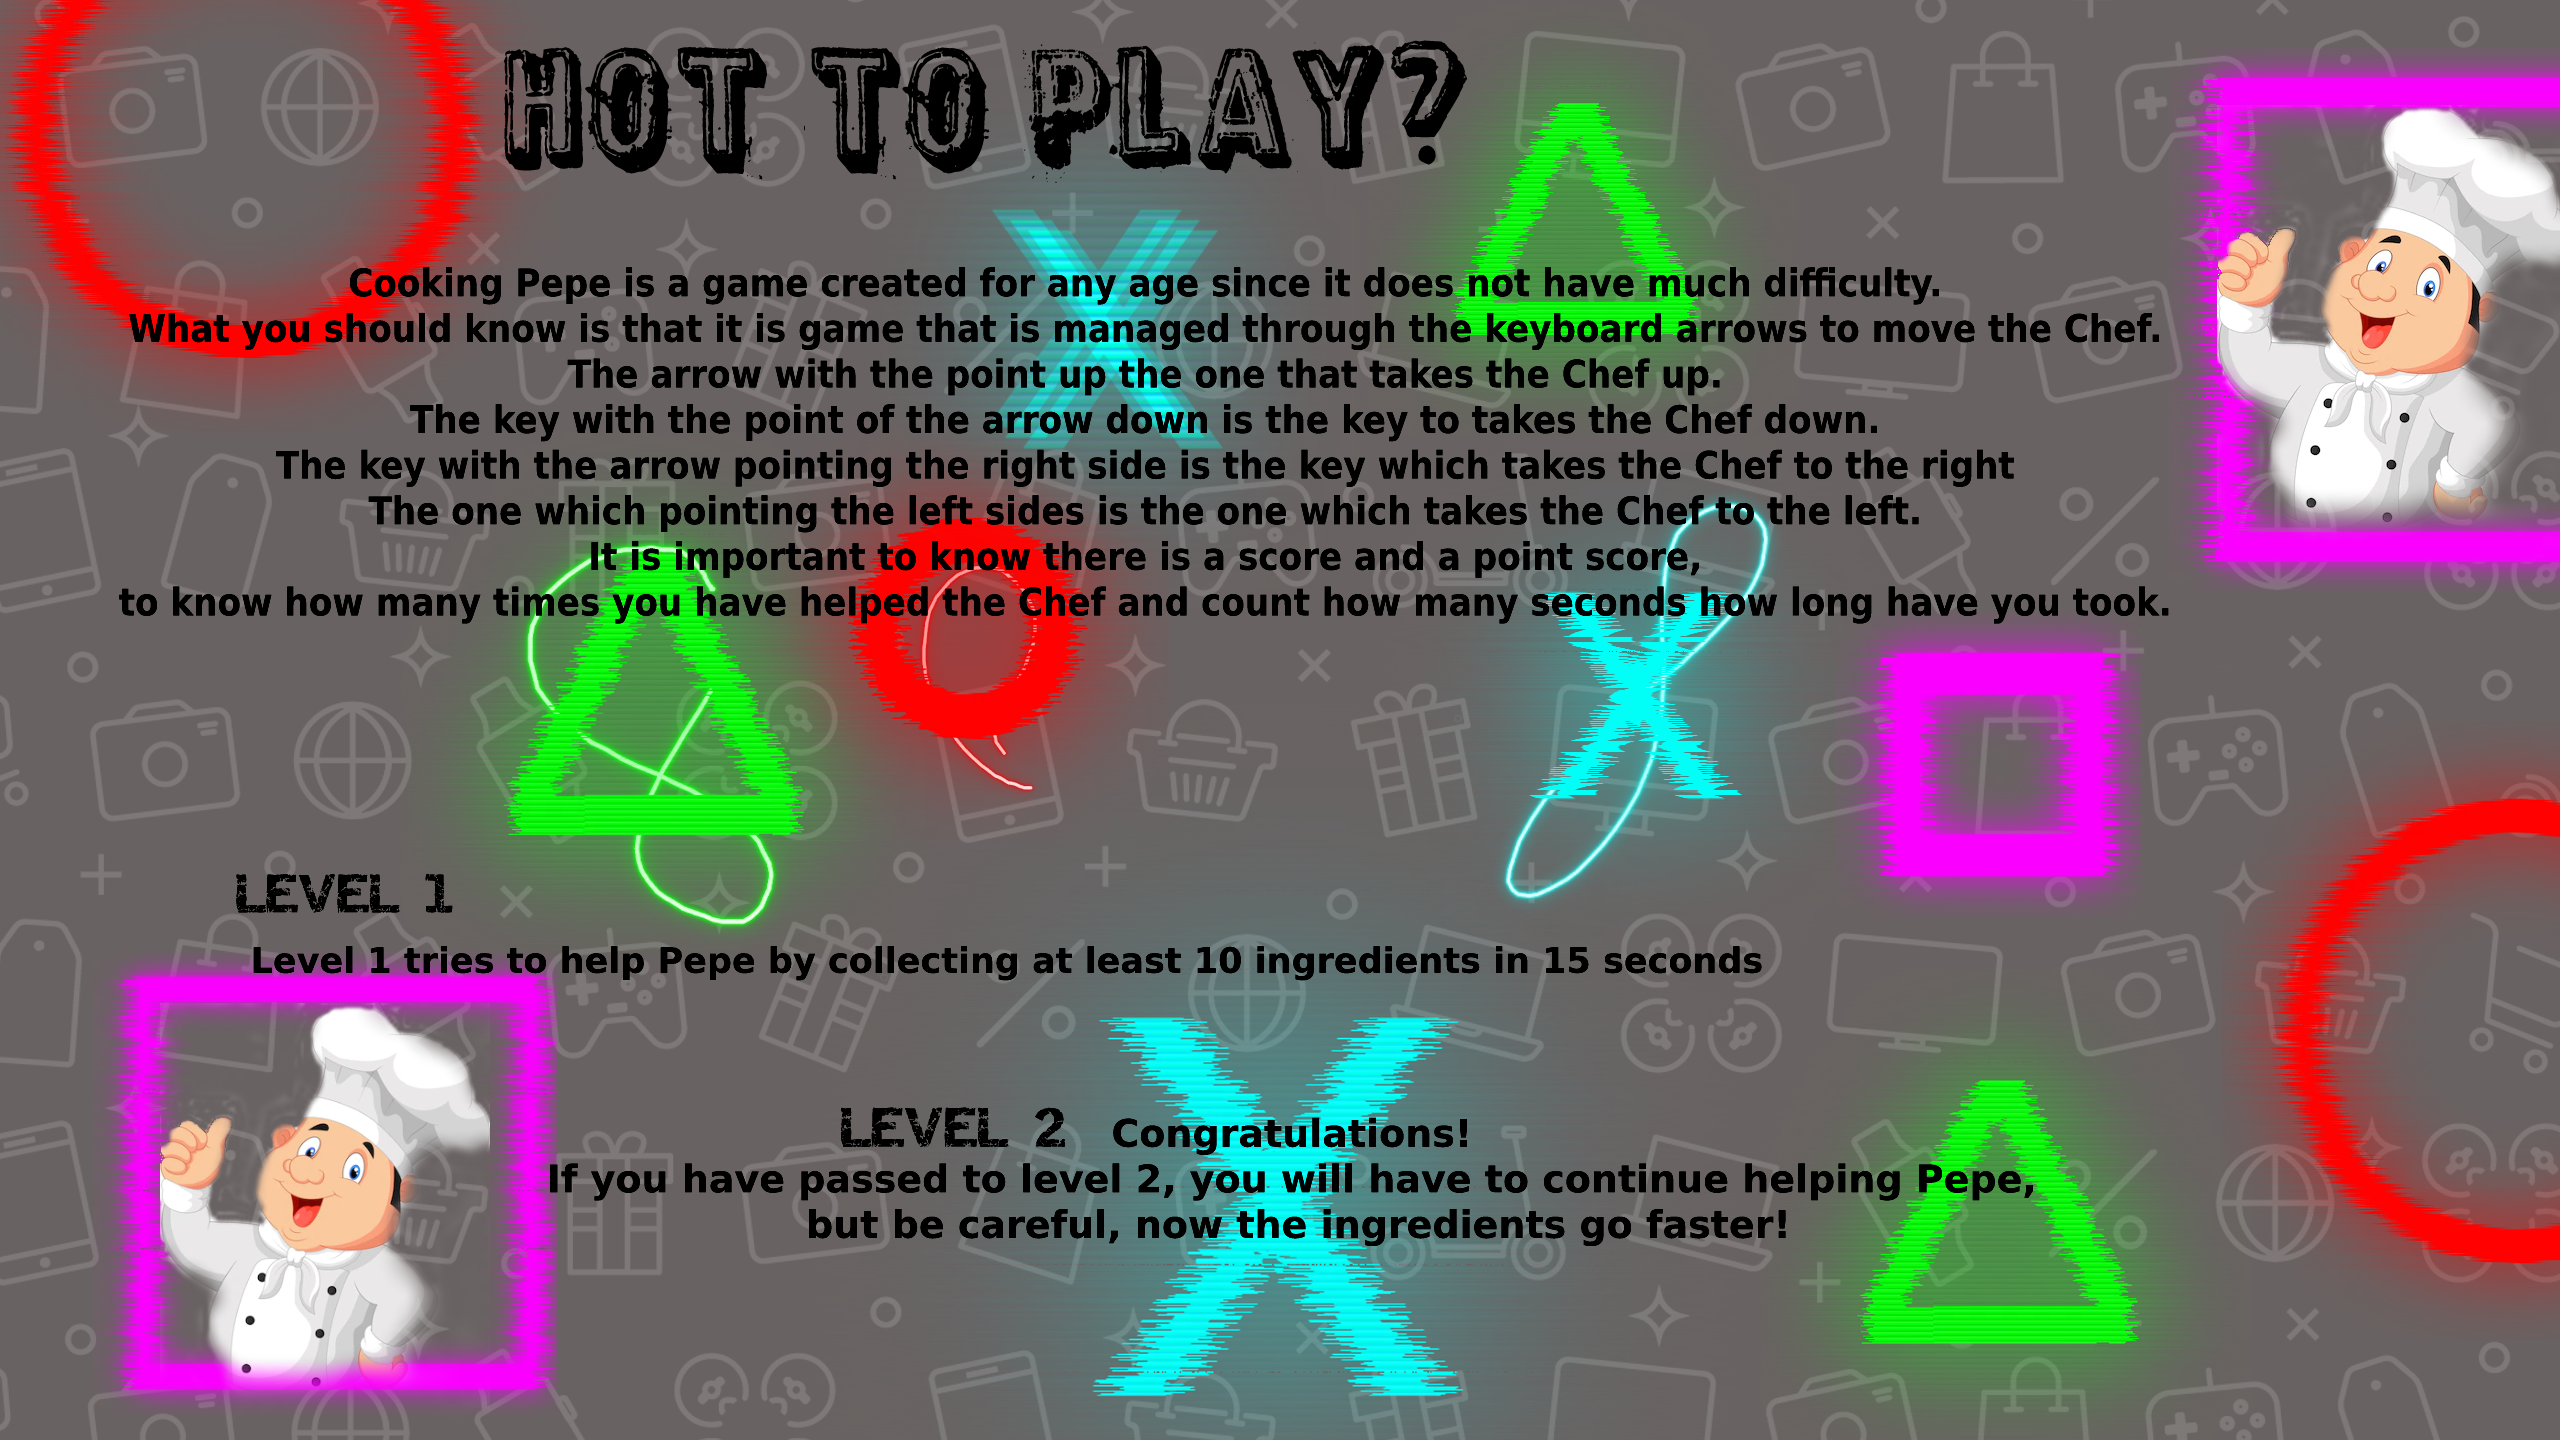 HOT TO PLAY?
Cooking Pepe is a game created for any age since it does not have much difficulty.
What you should know is that it is game that is managed through the keyboard arrows to move the Chef.
The arrow with the point up the one that takes the Chef up.
The key with the point of the arrow down is the key to takes the Chef down.
The key with the arrow pointing the right side is the key which takes the Chef to the right
The one which pointing the left sides is the one which takes the Chef to the left.
It is important to know there is a score and a point score,
to know how many times you have helped the Chef and count how many seconds how long have you took.
LEVEL 1
Level 1 tries to help Pepe by collecting at least 10 ingredients in 15 seconds
LEVEL 2 Congratulations!
If you have passed to level 2, you will have to continue helping Pepe,
but be careful, now the ingredients go faster!